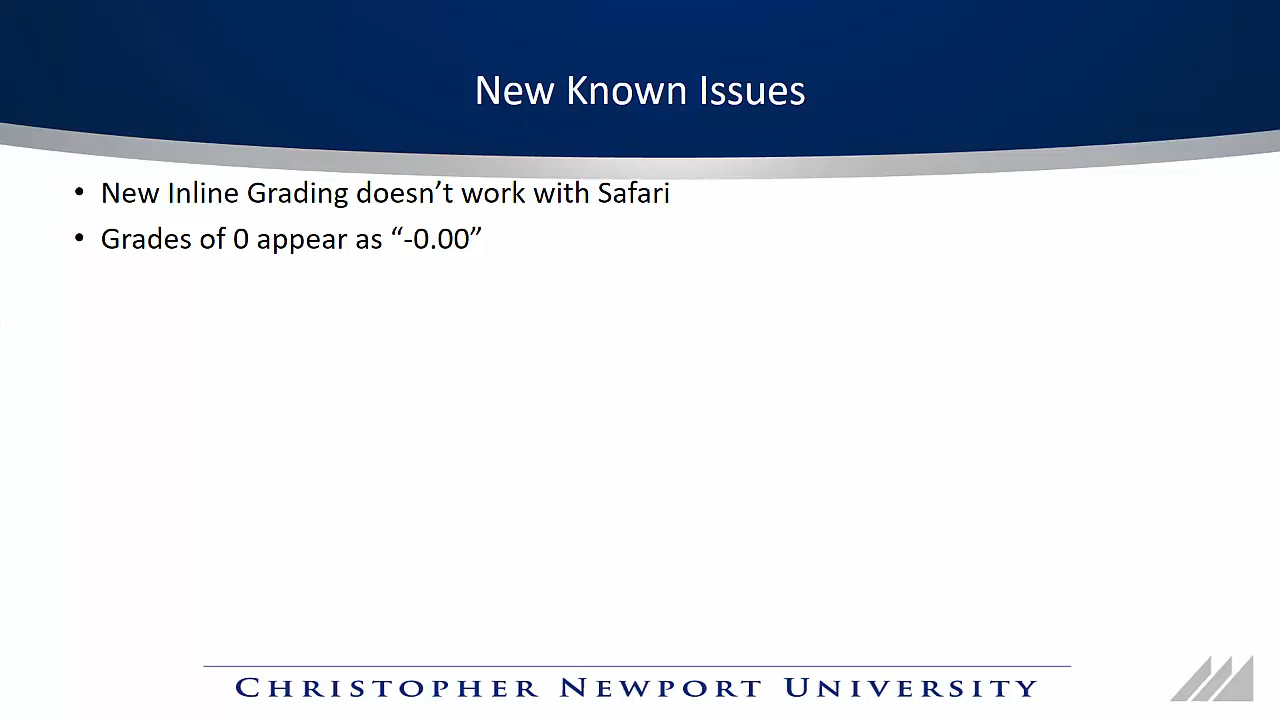 New Known Issues
• New Inline Grading doesn’t work with Safari
• Grades of 0 appear as “-0.00”
CHRISTOPHER NEWPORT UNIVERSITY